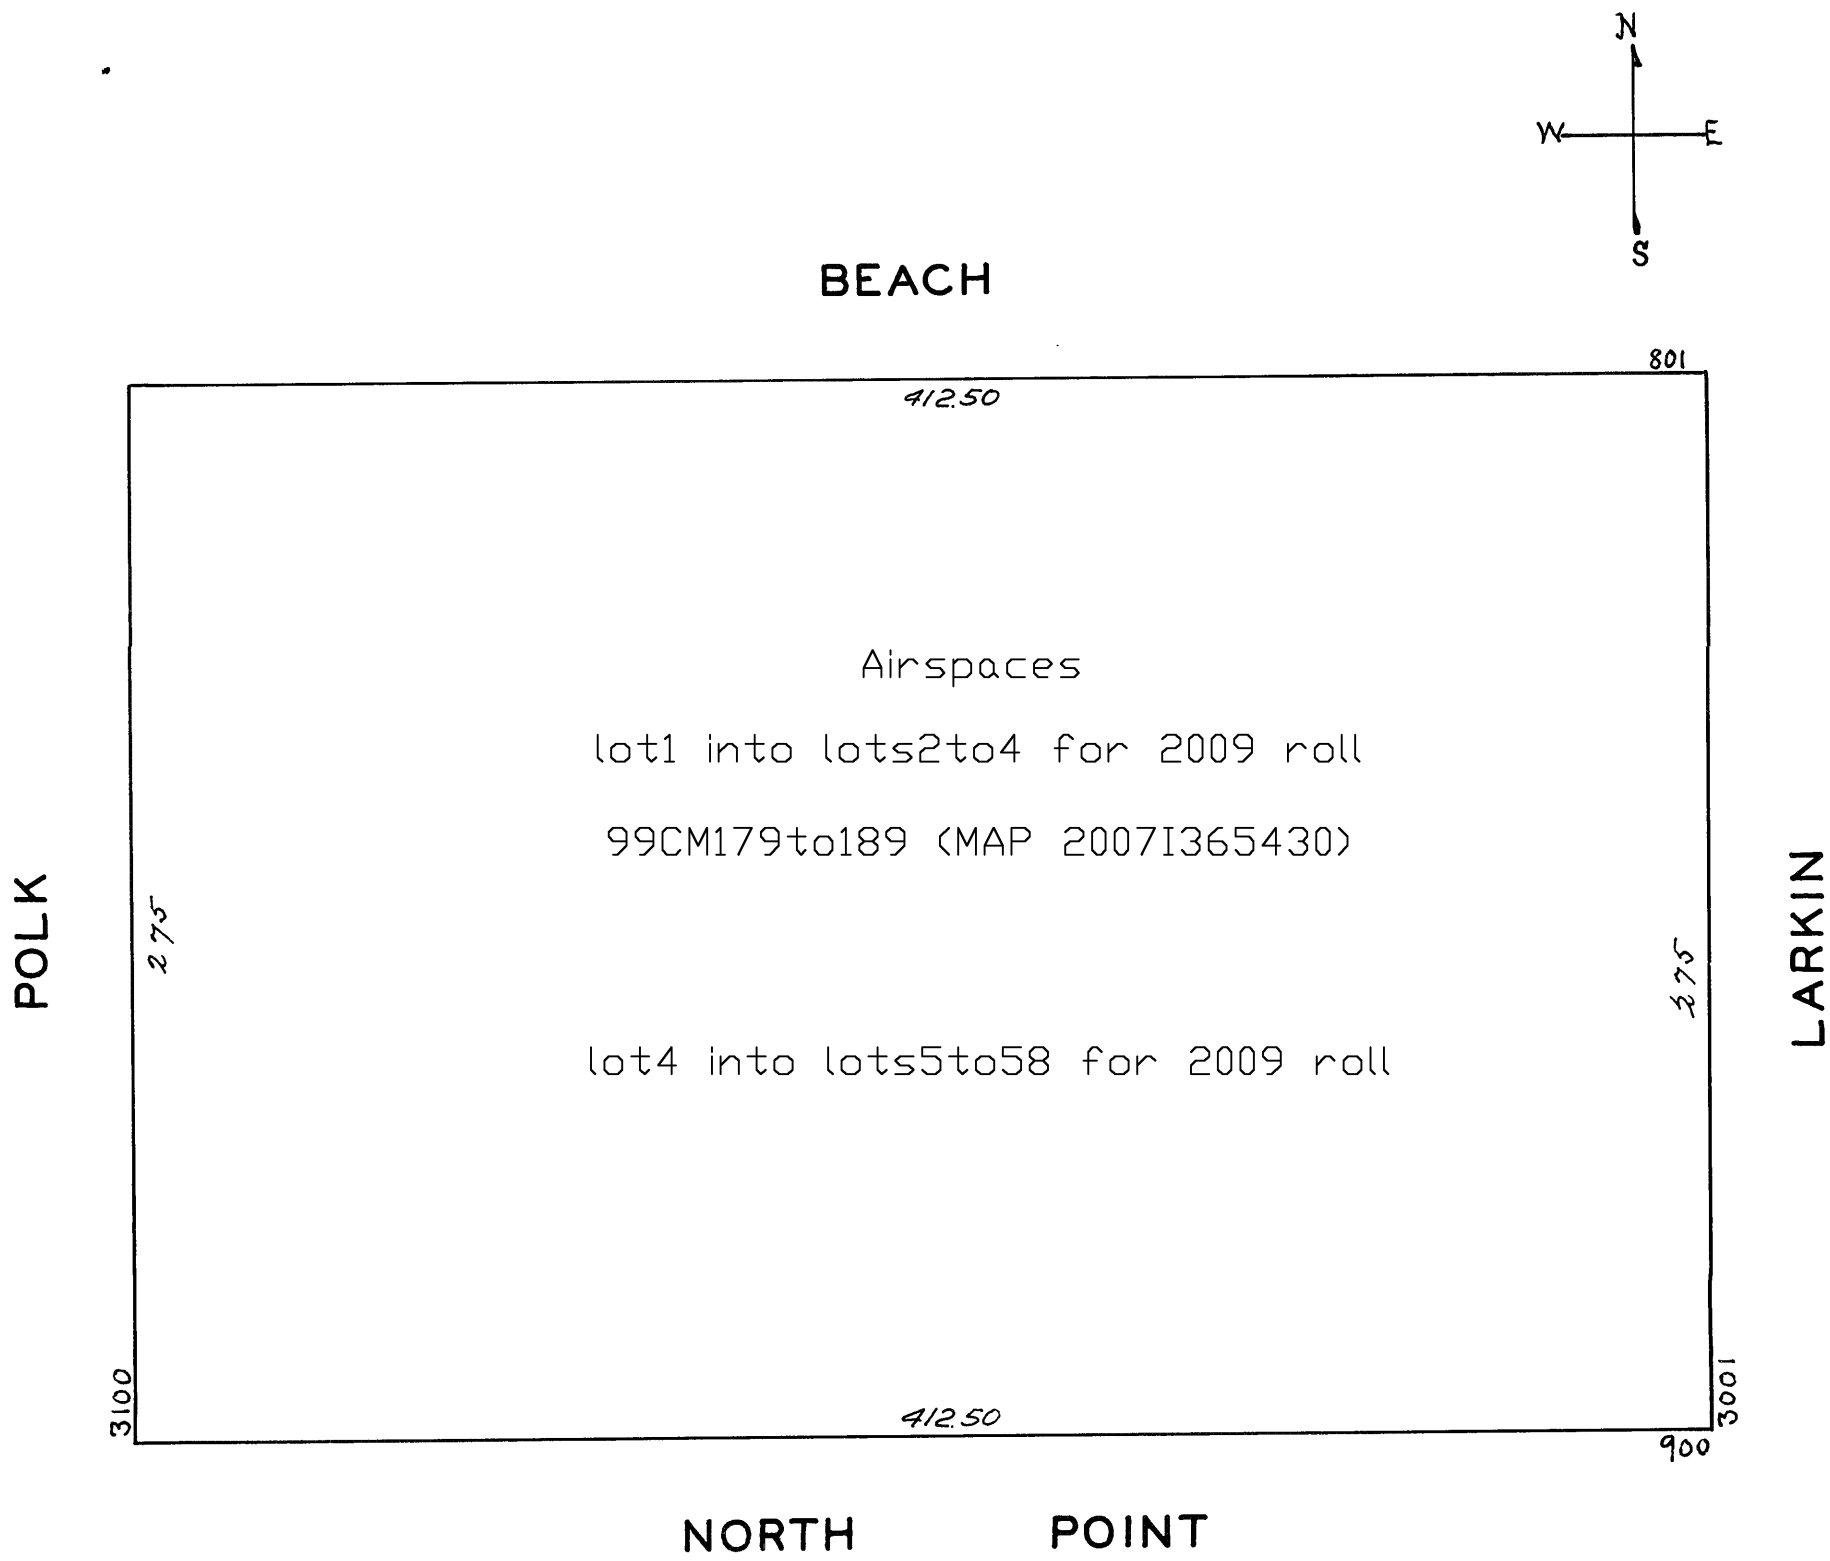 N
W E
S
BEACH
801
412.50
Airspaces
lot1 into lots2to4 for 2009 roll
99CM179to189 (MAP 2007I365430)
POLK
275
275
LARKIN
lot4 into lots5to58 for 2009 roll
3100
3001
412.50
900
NORTH POINT